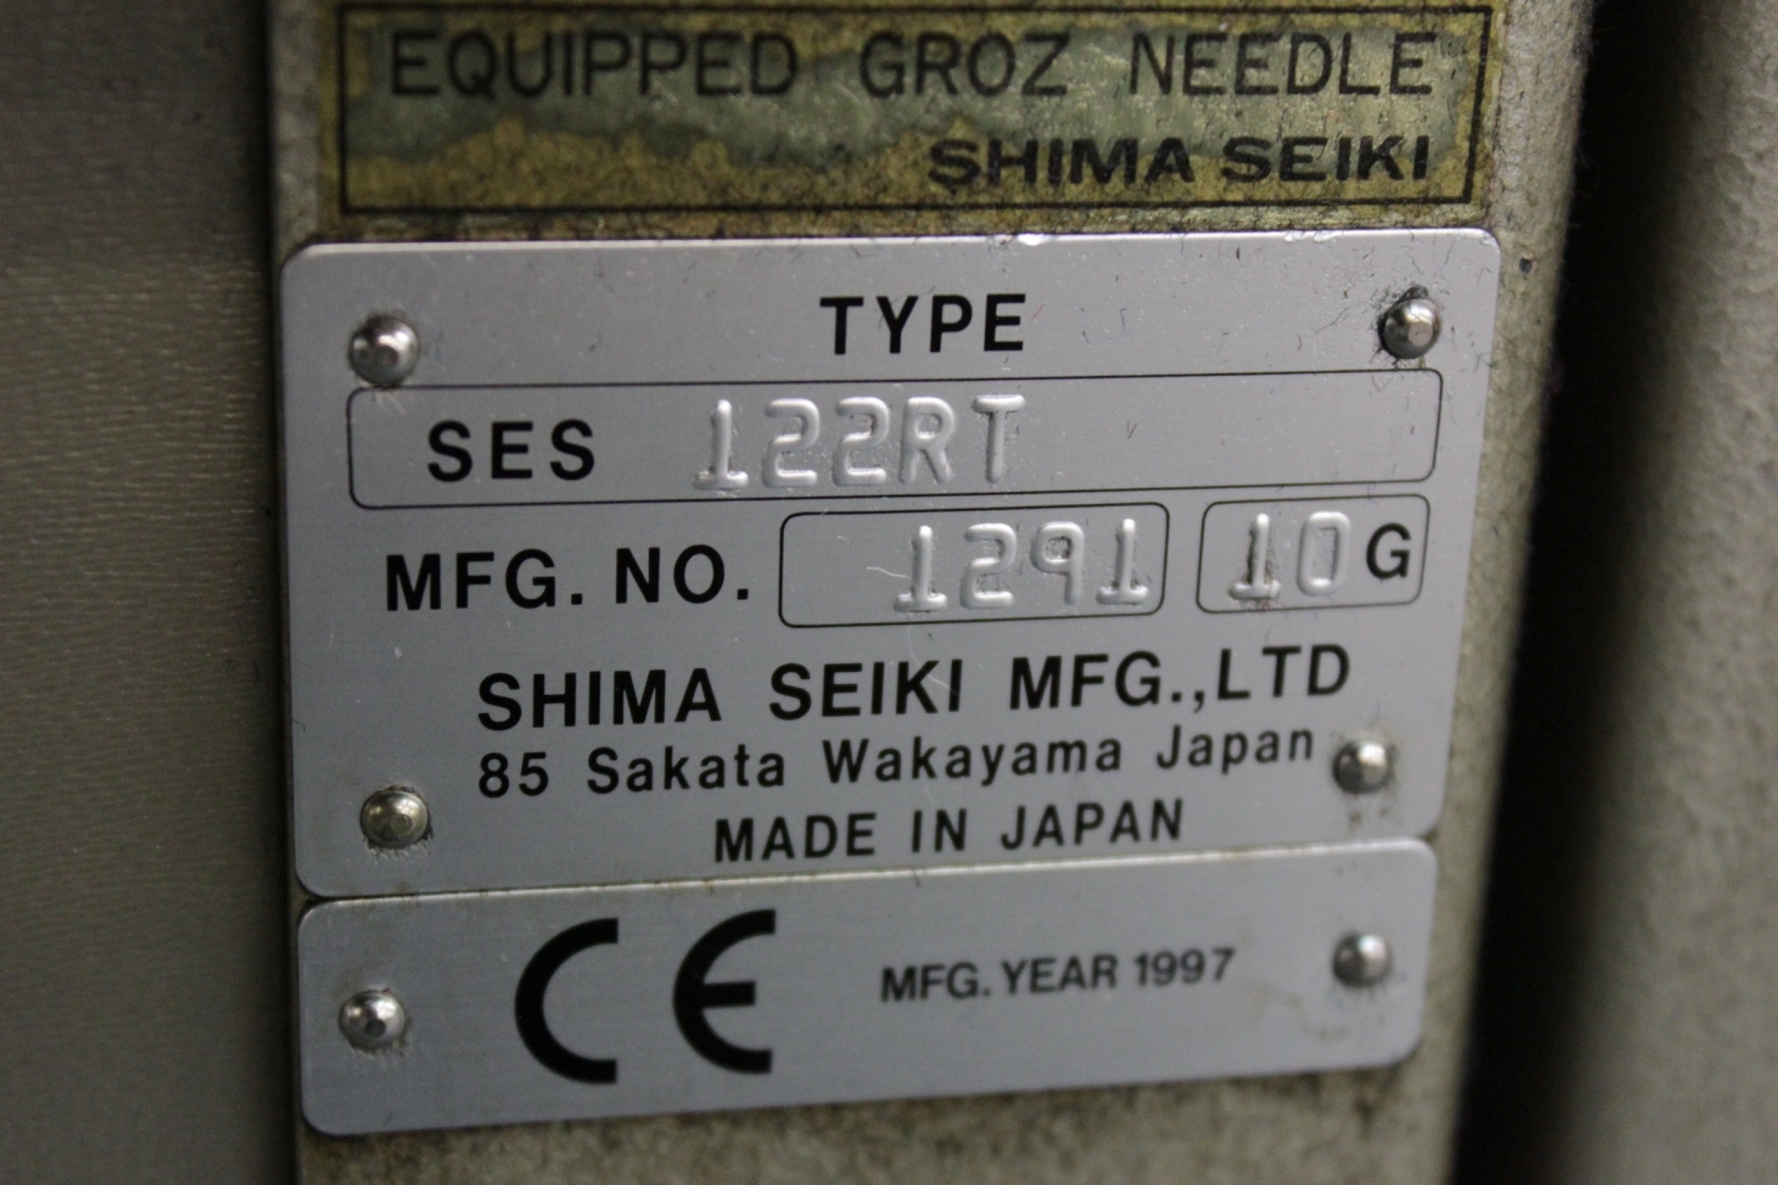 EQUIPPED GROZ NEEDLE
SHIMA SEIKI
TYPE
SES 122RT
MFG. NO. 1291 10 G
SHIMA SEIKI MFG.,LTD
85 Sakata Wakayama Japan
MADE IN JAPAN
CE MFG. YEAR 1997